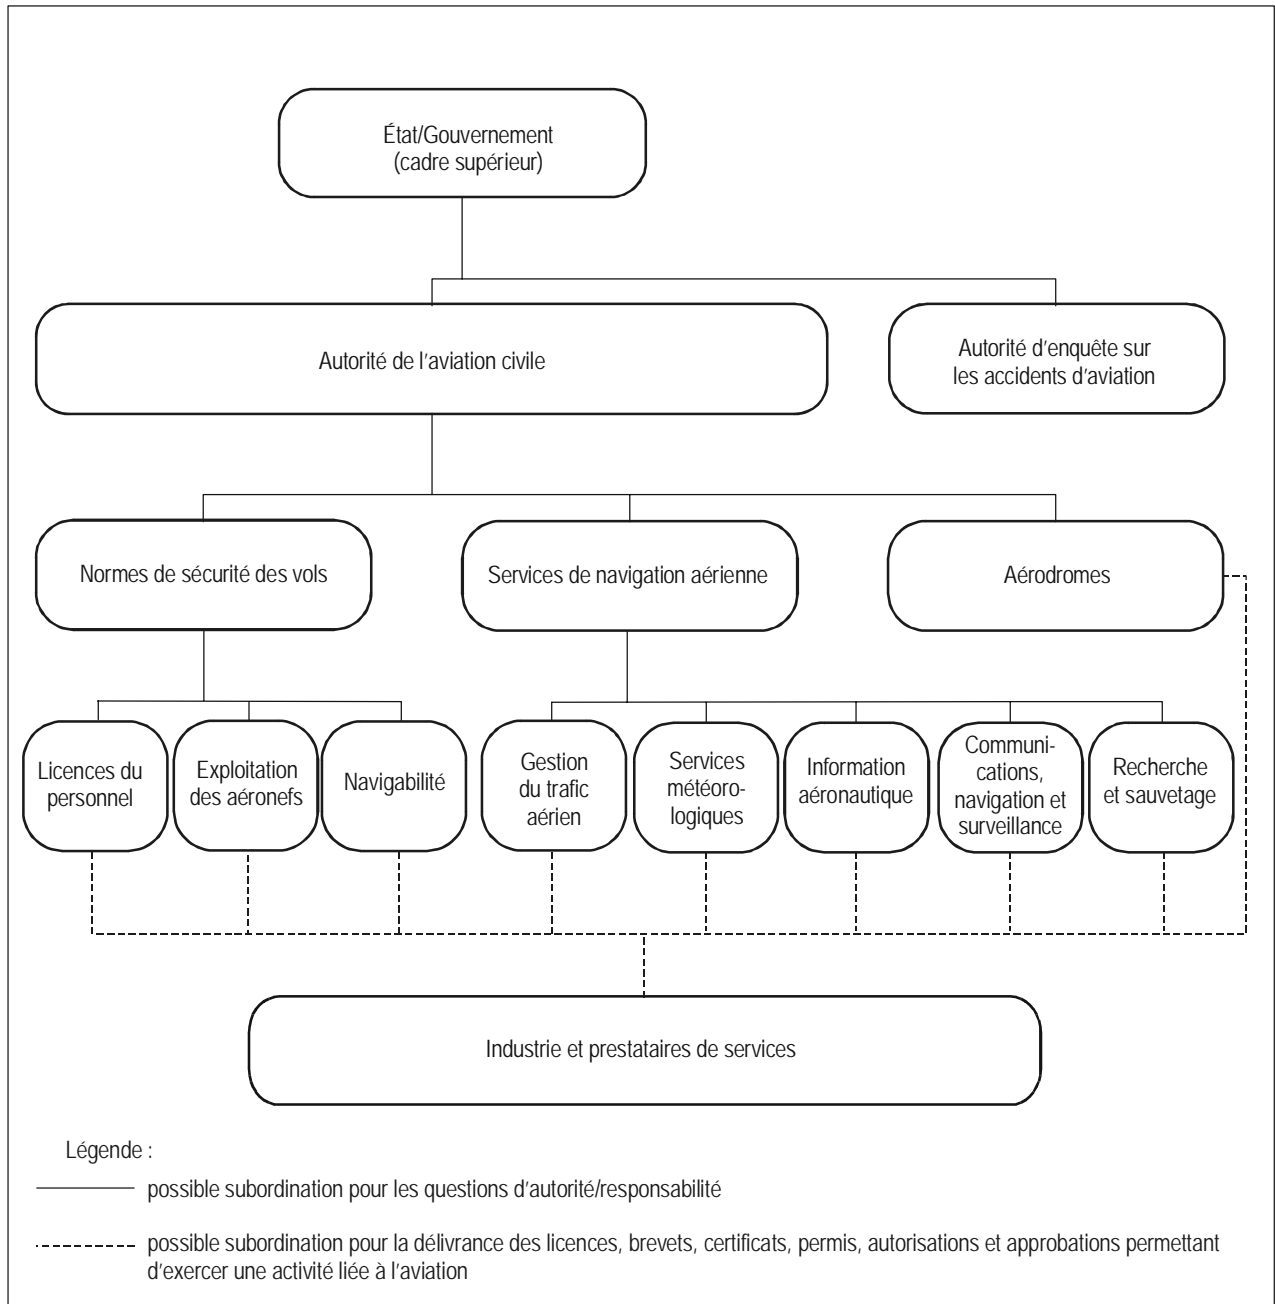 État/Gouvernement
(cadre supérieur)
Autorité de l'aviation civile
Autorité d'enquête sur
les accidents d'aviation
Normes de sécurité des vols
Services de navigation aérienne
Aérodromes
Licences du
personnel
Exploitation
des aéronefs
Navigabilité
Gestion
du trafic
aérien
Services
météoro-
logiques
Information
aéronautique
Communi-
cations,
navigation et
surveillance
Recherche
et sauvetage
Industrie et prestataires de services
Légende :
possible subordination pour les questions d'autorité/responsabilité
possible subordination pour la délivrance des licences, brevets, certificats, permis, autorisations et approbations permettant
d'exercer une activité liée à l'aviation